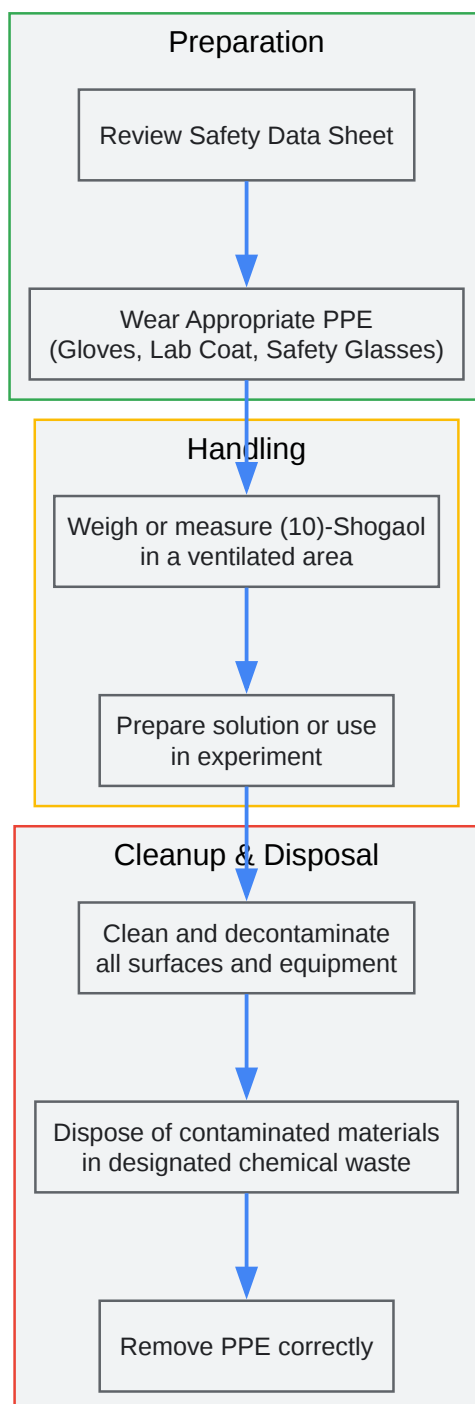 Preparation
Review Safety Data Sheet
Wear Appropriate PPE
(Gloves, Lab Coat, Safety Glasses)
Handling
Weigh or measure (10)-Shogaol
in a ventilated area
Prepare solution or use
in experiment
Cleanup & Disposal
Clean and decontaminate
all surfaces and equipment
Dispose of contaminated materials
in designated chemical waste
Remove PPE correctly